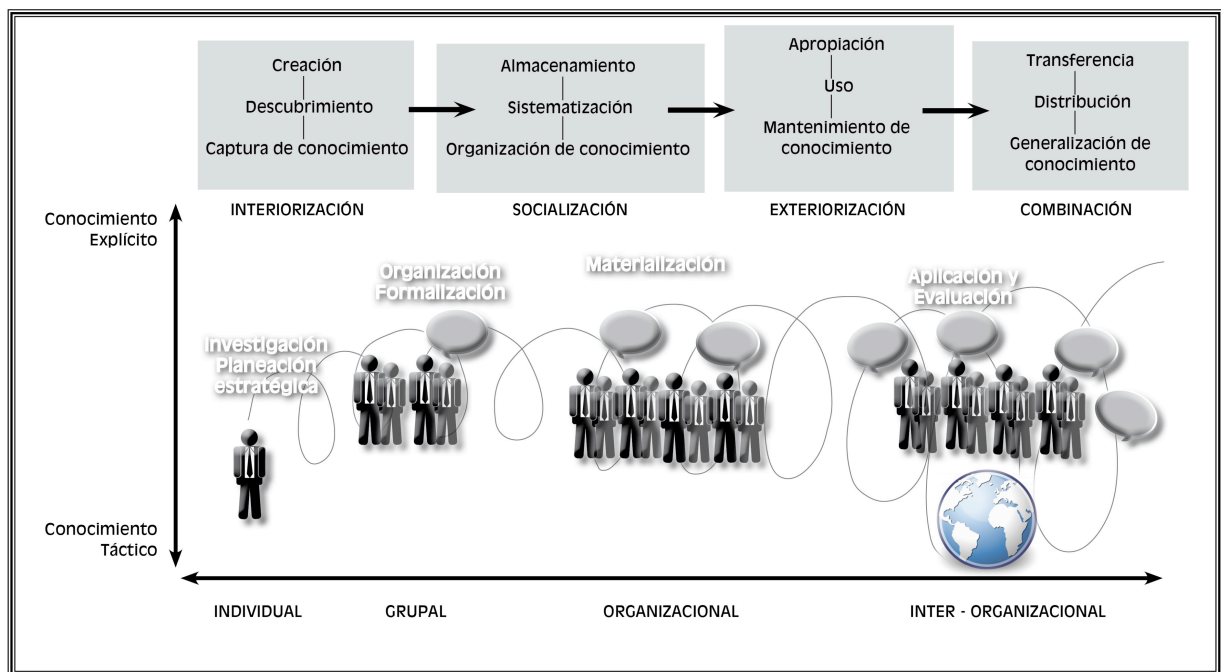 Creación
Descubrimiento
Captura de conocimiento
Almacenamiento
Sistematización
Organización de conocimiento
Apropiación
Uso
Mantenimiento de
conocimiento
Transferencia
Distribución
Generalización de
conocimiento
INTERIORIZACIÓN
SOCIALIZACIÓN
EXTERIORIZACIÓN
COMBINACIÓN
Conocimiento
Explícito
Investigación
Planeación
estratégica
Organización
Formalización
Materialización
Aplicación y
Evaluación
Conocimiento
Táctico
INDIVIDUAL
GRUPAL
ORGANIZACIONAL
INTER - ORGANIZACIONAL